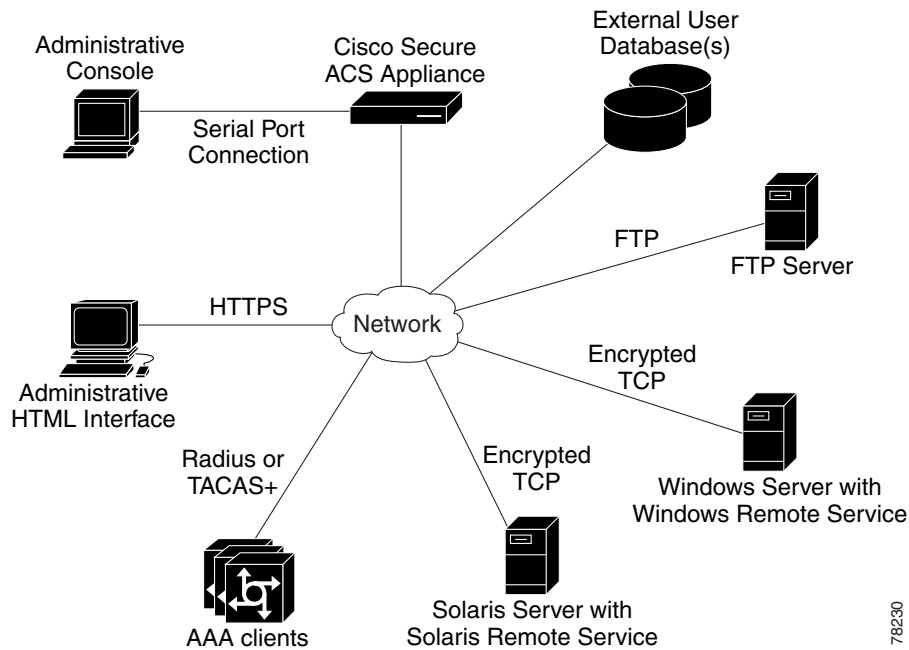 Administrative
Console
Cisco Secure
ACS Appliance
External User
Database(s)
Serial Port
Connection
FTP
FTP Server
HTTPS
Network
Administrative
HTML Interface
Encrypted
TCP
Windows Server with
Windows Remote Service
Radius or
TACAS+
Encrypted
TCP
AAA clients
Solaris Server with
Solaris Remote Service
78230